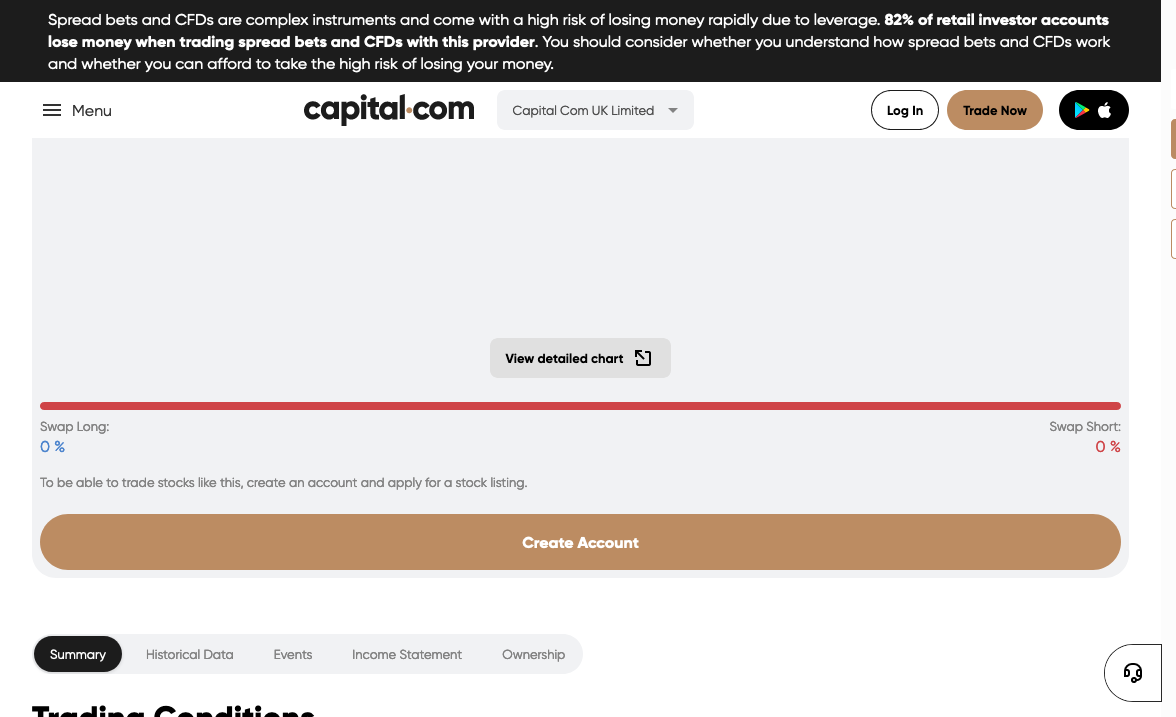 Spread bets and CFDs are complex instruments and come with a high risk of losing money rapidly due to leverage. 82% of retail investor accounts
lose money when trading spread bets and CFDs with this provider. You should consider whether you understand how spread bets and CFDs work
and whether you can afford to take the high risk of losing your money.
Menu
capital.com
Capital Com UK Limited
Log In
Trade Now
View detailed chart
Swap Long:
Swap Short:
0 %
0 %
To be able to trade stocks like this, create an account and apply for a stock listing.
Create Account
Summary
Historical Data
Events
Income Statement
Ownership
Trading Conditions